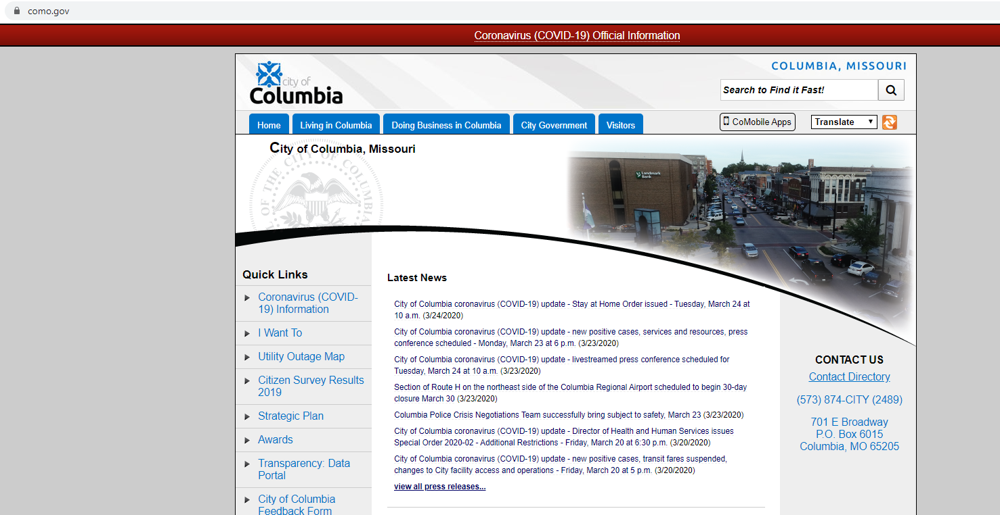 como.gov
Coronavirus (COVID-19) Official Information
city of
Columbia
COLUMBIA, MISSOURI
Search to Find it Fast!
Home
Living in Columbia
Doing Business in Columbia
City Government
Visitors
CoMobile Apps
Translate
City of Columbia, Missouri
OF THE CITY OF COLUMBIA
Landmark
Bank
Quick Links
Coronavirus (COVID-
19) Information
I Want To
Utility Outage Map
Citizen Survey Results
2019
Strategic Plan
Awards
Transparency: Data
Portal
City of Columbia
Feedback Form
Latest News
City of Columbia coronavirus (COVID-19) update - Stay at Home Order issued - Tuesday, March 24 at
10 a.m. (3/24/2020)
City of Columbia coronavirus (COVID-19) update - new positive cases, services and resources, press
conference scheduled - Monday, March 23 at 6 p.m. (3/23/2020)
City of Columbia coronavirus (COVID-19) update - livestreamed press conference scheduled for
Tuesday, March 24 at 10 a.m. (3/23/2020)
Section of Route H on the northeast side of the Columbia Regional Airport scheduled to begin 30-day
closure March 30 (3/23/2020)
Columbia Police Crisis Negotiations Team successfully bring subject to safety, March 23 (3/23/2020)
City of Columbia coronavirus (COVID-19) update - Director of Health and Human Services issues
Special Order 2020-02 - Additional Restrictions - Friday, March 20 at 6:30 p.m. (3/20/2020)
City of Columbia coronavirus (COVID-19) update - new positive cases, transit fares suspended,
changes to City facility access and operations - Friday, March 20 at 5 p.m. (3/20/2020)
view all press releases...
CONTACT US
Contact Directory
(573) 874-CITY (2489)
701 E Broadway
P.O. Box 6015
Columbia, MO 65205